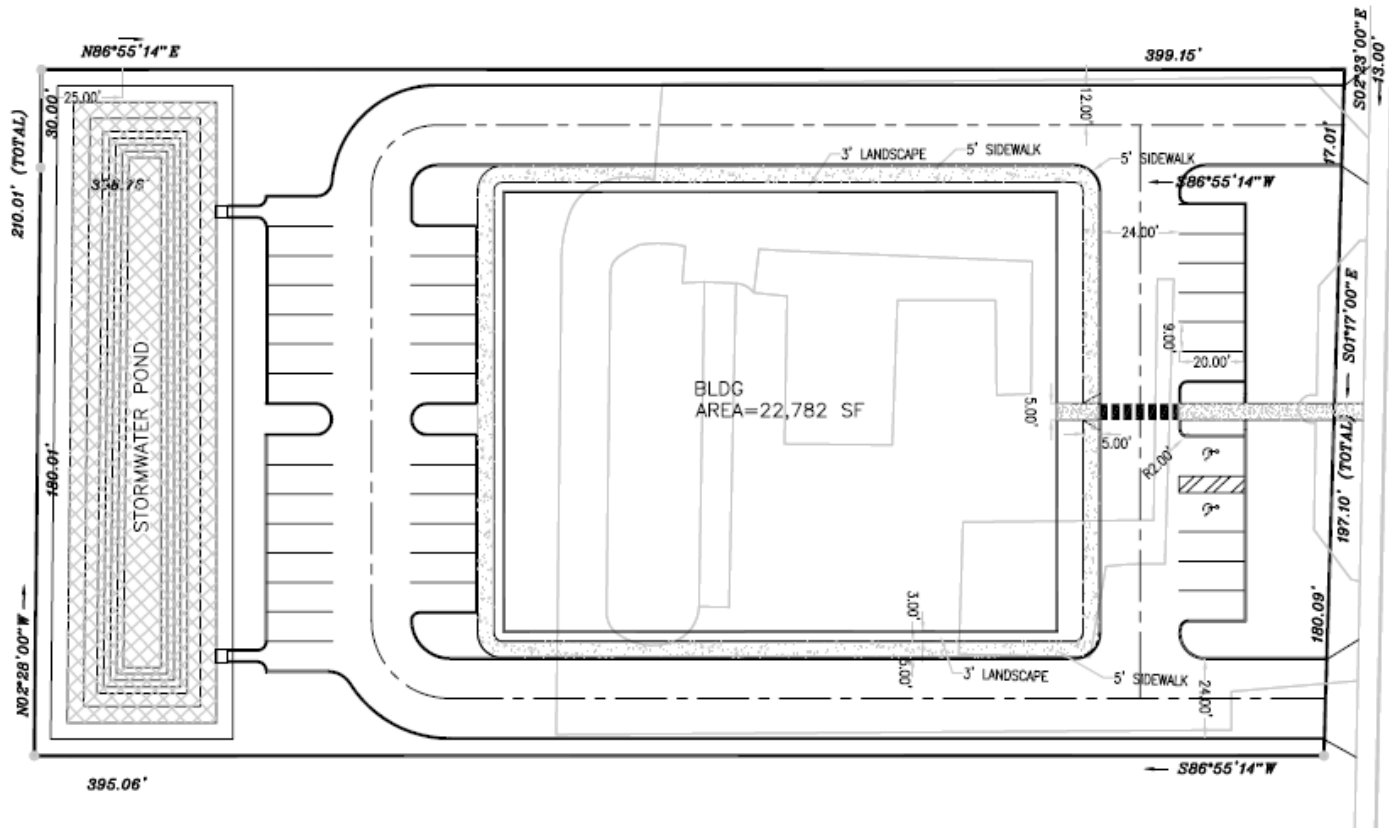 N86°55'14"E
399.15'
S02°23'00"E
13.00'
25.00'
30.00'
12.00'
210.01' (TOTAL)
17.01'
3' LANDSCAPE
5' SIDEWALK
5' SIDEWALK
S86°55'14"W
24.00'
S01°17'00"E
9.00'
20.00'
BLDG
AREA=22,782 SF
5.00'
5.00'
R2.00'
STORMWATER POND
180.01'
197.10' (TOTAL)
N02°28'00"W
3.00'
5.00'
3' LANDSCAPE
5' SIDEWALK
24.00'
180.09'
S86°55'14"W
395.06'